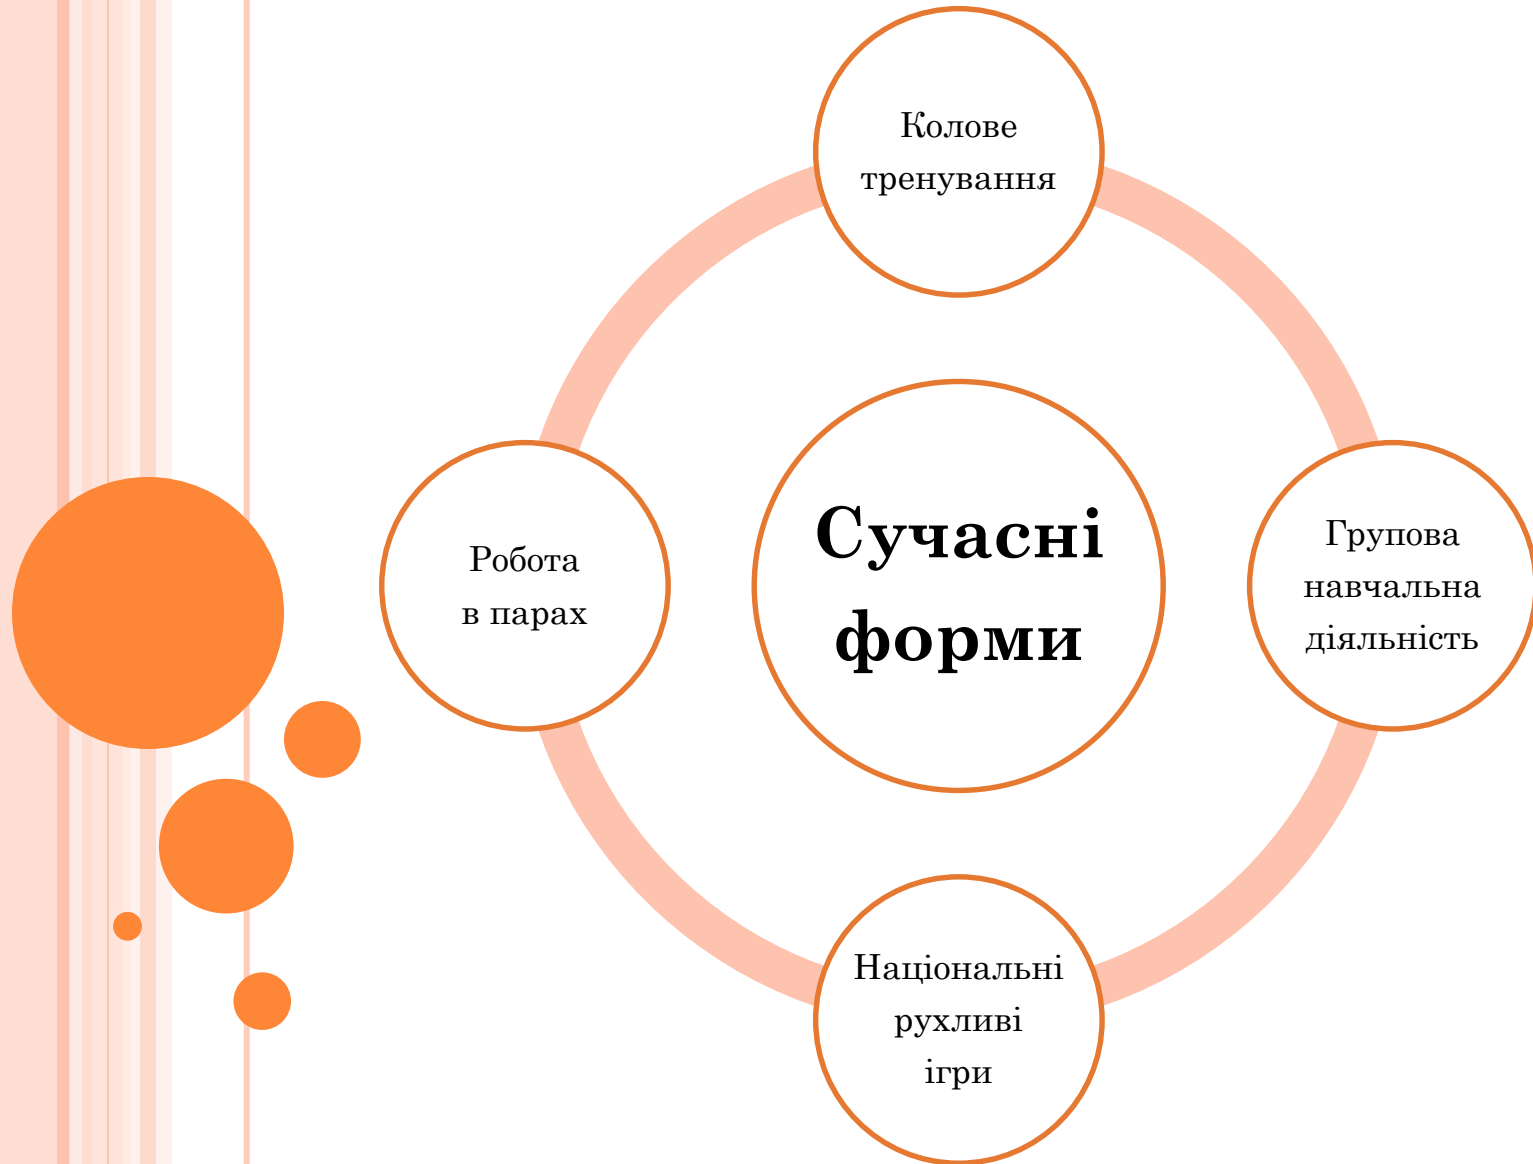 Колове
тренування
Сучасні
форми
Групова
навчальна
діяльність
Національні
рухливі
ігри
Робота
в парах